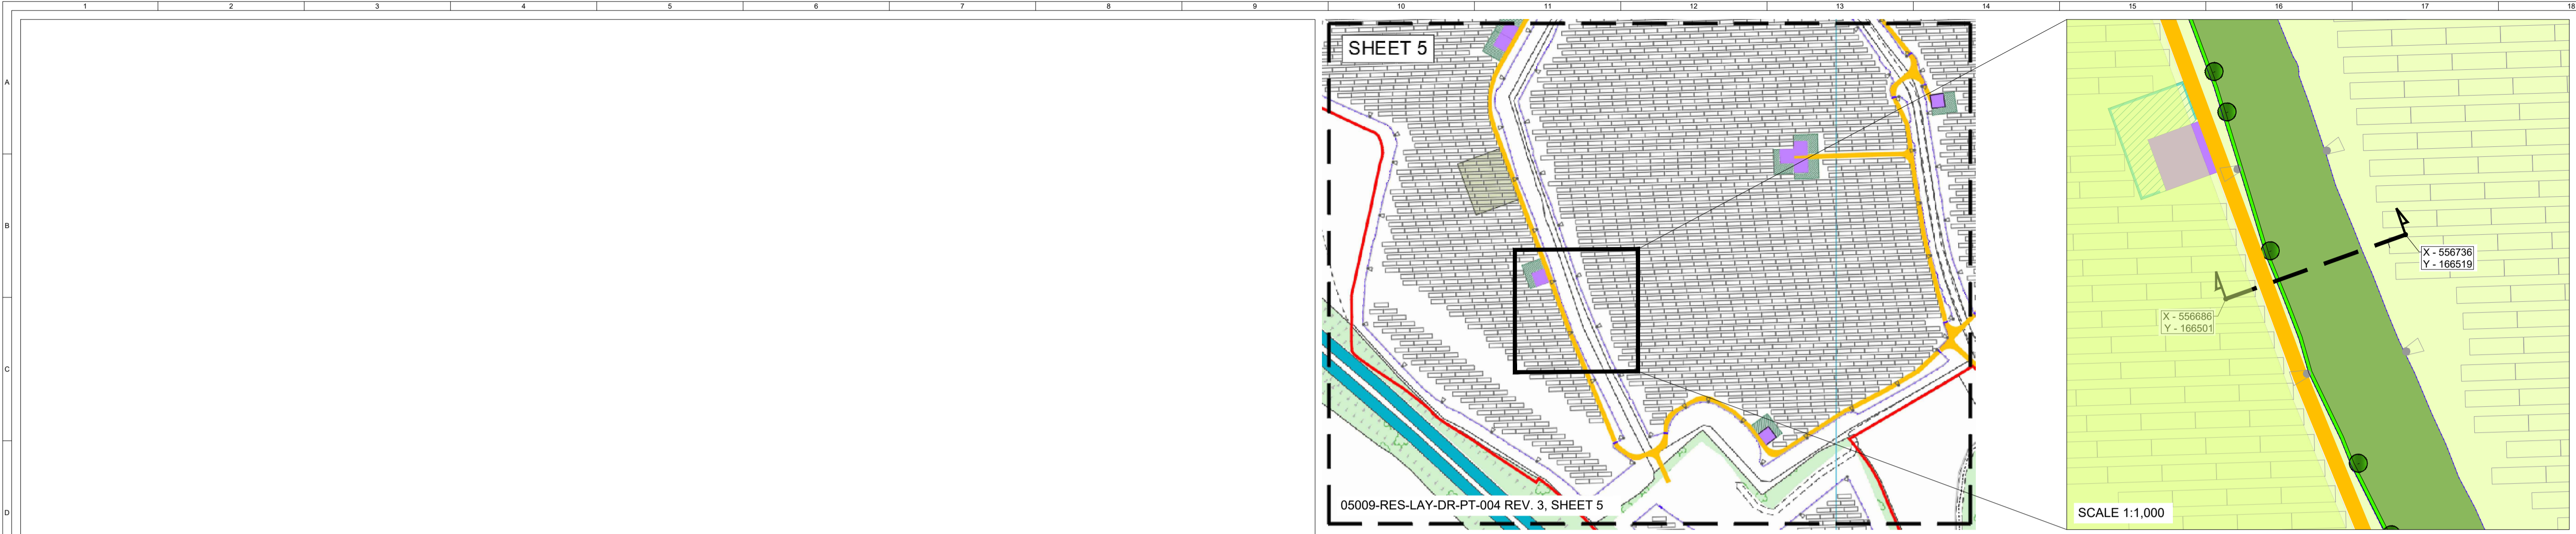 1 2 3 4 5 6 7 8 9 10 11 12 13 14 15 16 17 18
A
B
C
D
SHEET 5
05009-RES-LAY-DR-PT-004 REV. 3, SHEET 5
X - 556736
Y - 166519
X - 556686
Y - 166501
SCALE 1:1,000